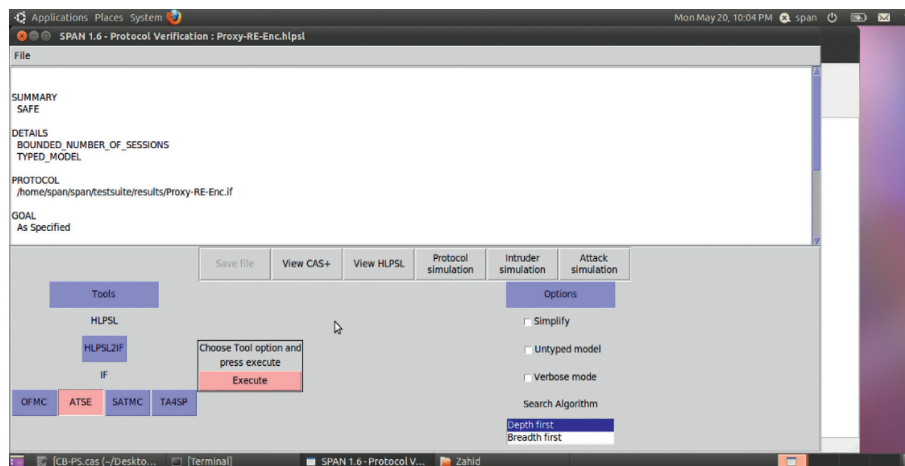 Applications Places System Mon May 20, 10:04 PM span
SPAN 1.6 - Protocol Verification : Proxy-RE-Enc.hlpsl
File
SUMMARY
SAFE
DETAILS
BOUNDED_NUMBER_OF_SESSIONS
TYPED_MODEL
PROTOCOL
/home/span/span/testsuite/results/Proxy-RE-Enc.if
GOAL
As Specified
Save file View CAS+ View HLPSL Protocol simulation Intruder simulation Attack simulation
Tools
HLPSL
HLPSL2IF
IF
OFMC ATSE SATMC TA4SP
Choose Tool option and
press execute
Execute
Options
Simplify
Untyped model
Verbose mode
Search Algorithm
Depth first
Breadth first
[CB-PS.cas (~/Deskto... [Terminal] SPAN 1.6 - Protocol V... Zahid